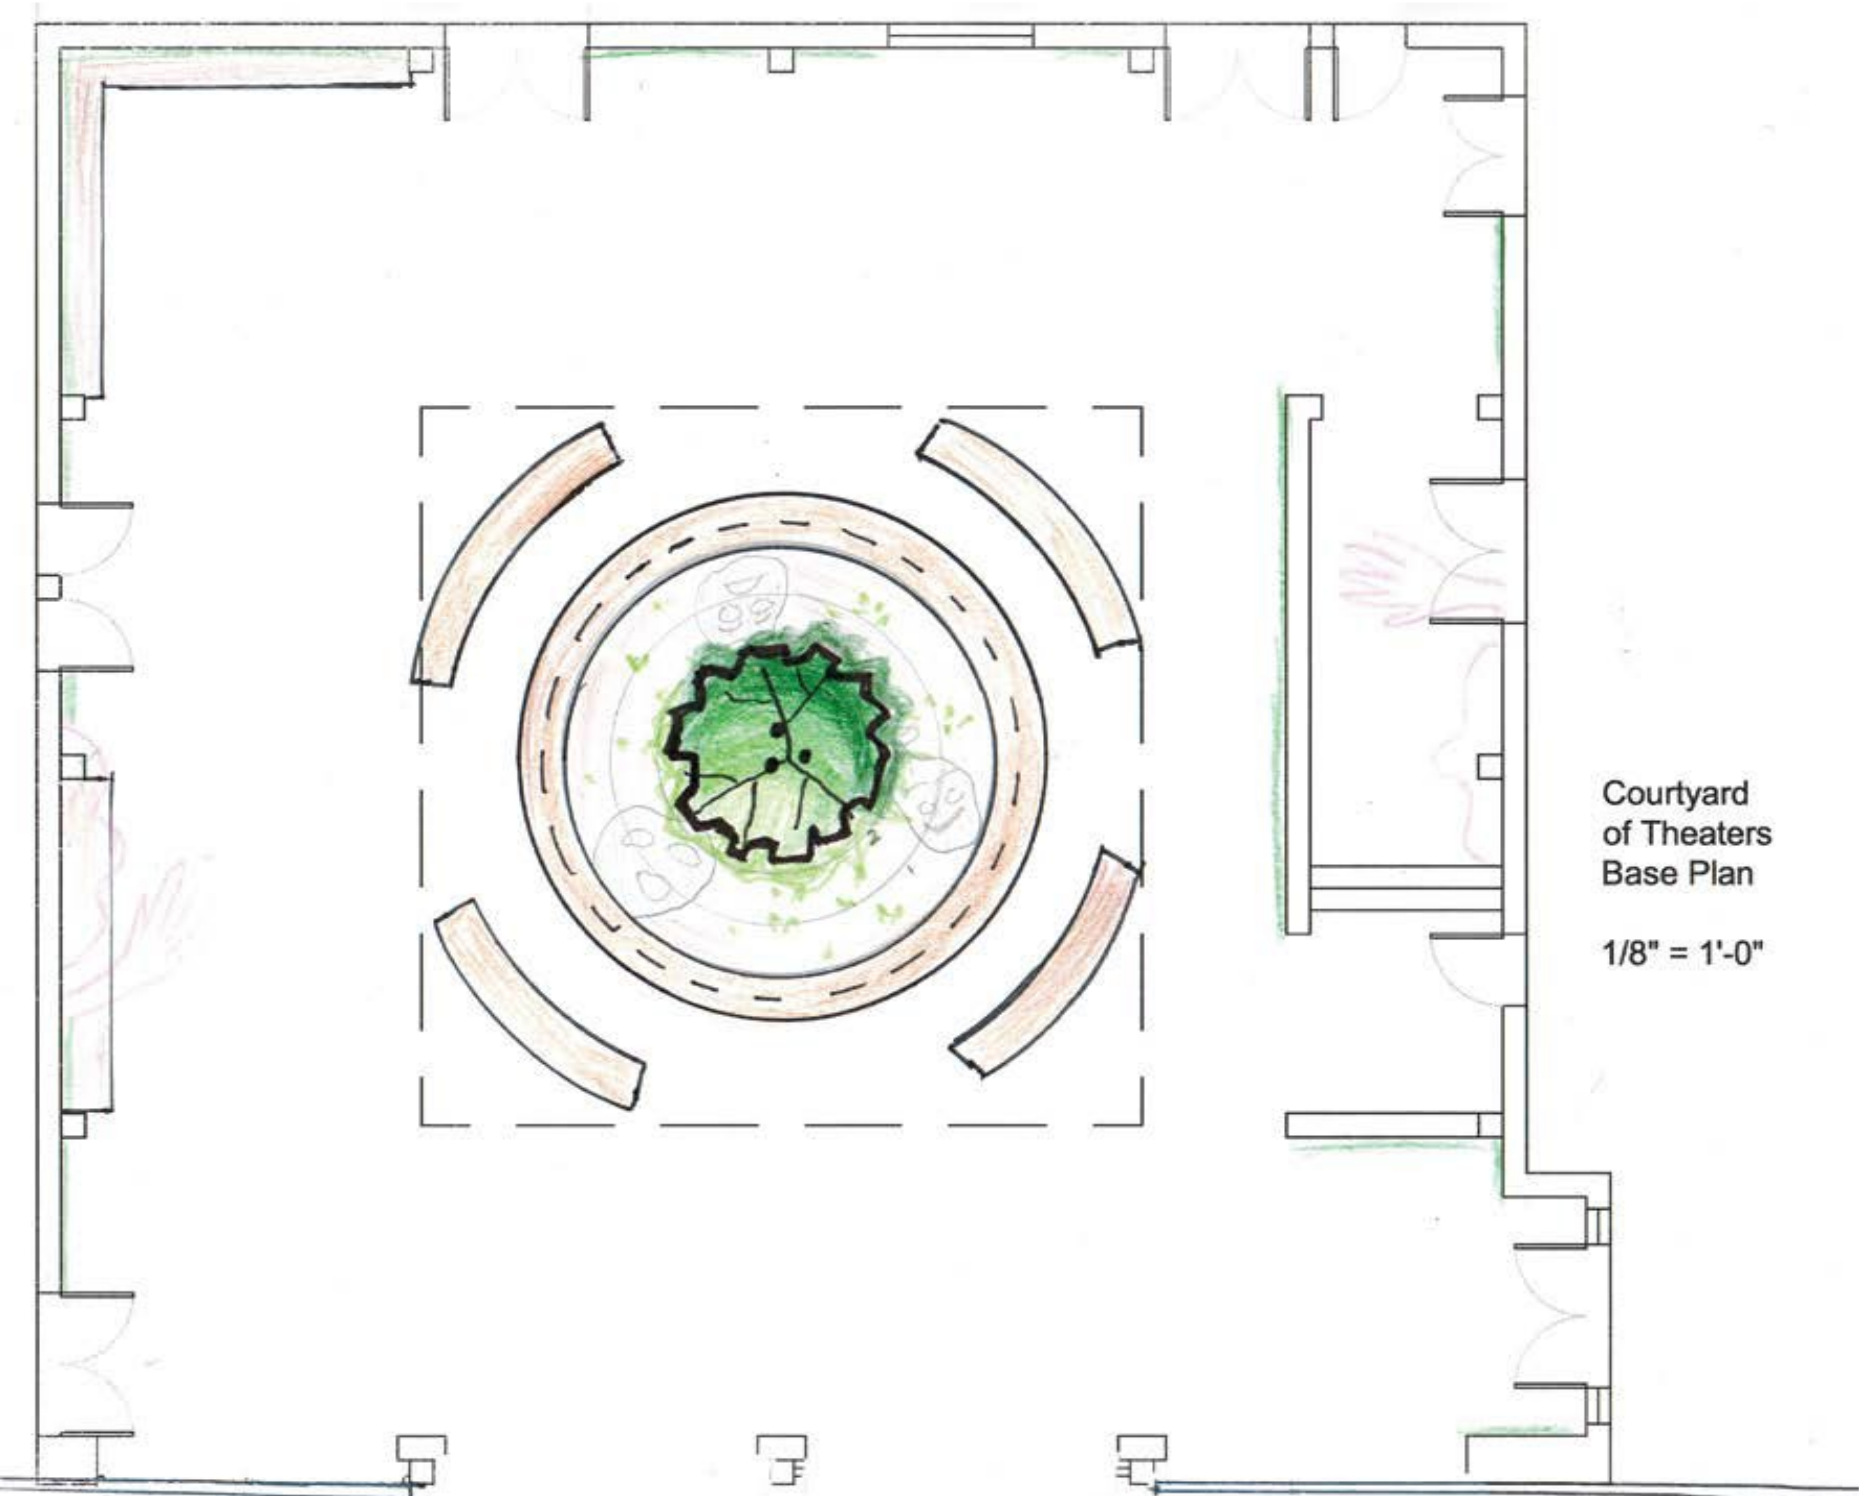 Courtyard
of Theaters
Base Plan
1/8" = 1'-0"